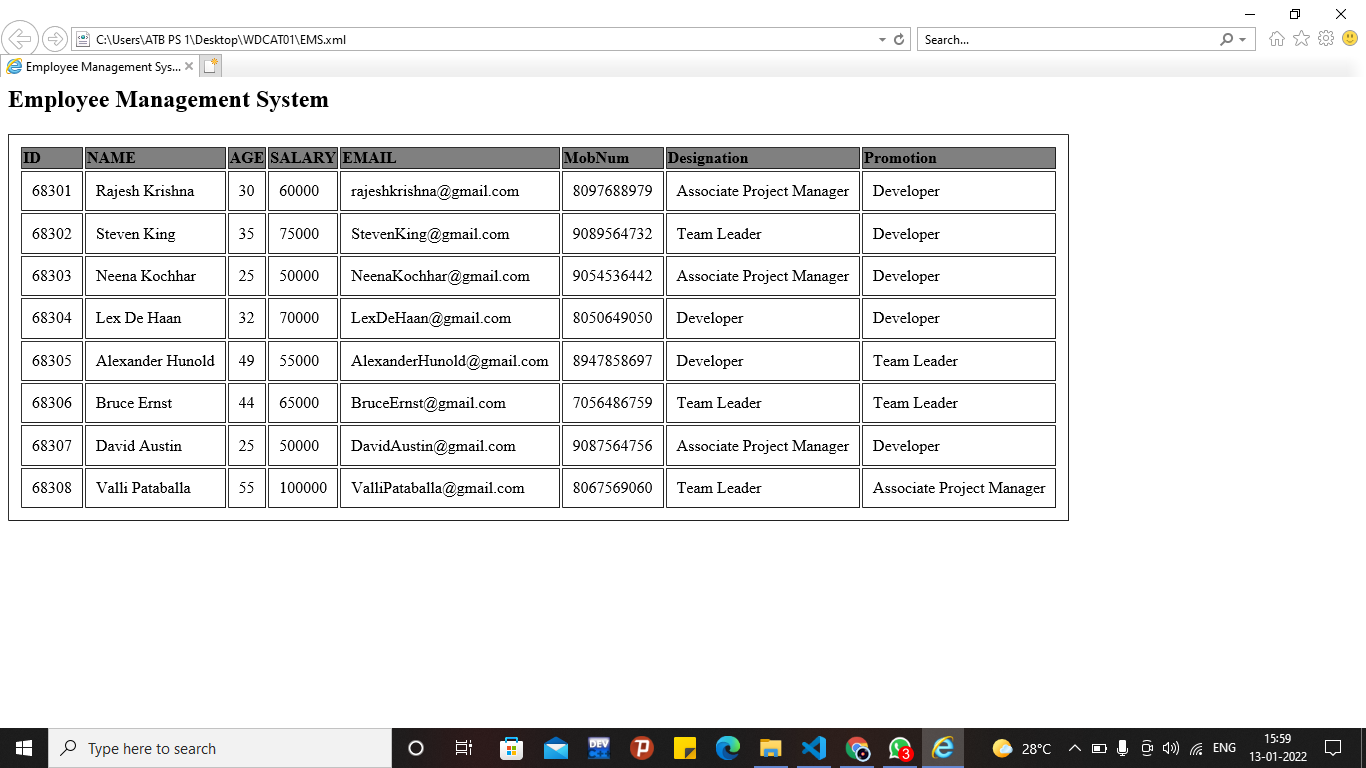 C:\Users\ATB PS 1\Desktop\WDCAT01\EMS.xml Search...
Employee Management Sys...
Employee Management System
ID NAME AGE SALARY EMAIL MobNum Designation Promotion
68301 Rajesh Krishna 30 60000 rajeshkrishna@gmail.com 8097688979 Associate Project Manager Developer
68302 Steven King 35 75000 StevenKing@gmail.com 9089564732 Team Leader Developer
68303 Neena Kochhar 25 50000 NeenaKochhar@gmail.com 9054536442 Associate Project Manager Developer
68304 Lex De Haan 32 70000 LexDeHaan@gmail.com 8050649050 Developer Developer
68305 Alexander Hunold 49 55000 AlexanderHunold@gmail.com 8947858697 Developer Team Leader
68306 Bruce Ernst 44 65000 BruceErnst@gmail.com 7056486759 Team Leader Team Leader
68307 David Austin 25 50000 DavidAustin@gmail.com 9087564756 Associate Project Manager Developer
68308 Valli Pataballa 55 100000 ValliPataballa@gmail.com 8067569060 Team Leader Associate Project Manager
Type here to search DEV 3 28°C ENG 15:59
13-01-2022